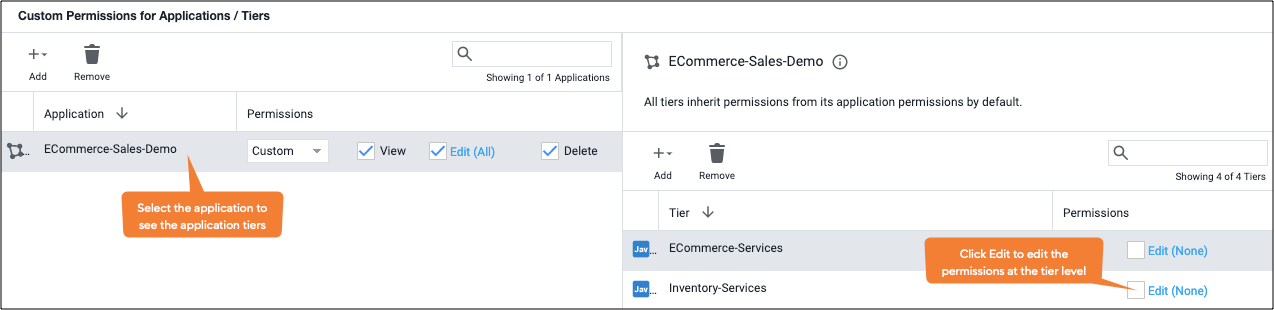 Custom Permissions for Applications / Tiers
Add
Remove
Showing 1 of 1 Applications
Application
Permissions
ECommerce-Sales-Demo
Custom
View
Edit (All)
Delete
Select the application to
see the application tiers
ECommerce-Sales-Demo
All tiers inherit permissions from its application permissions by default.
Add
Remove
Showing 4 of 4 Tiers
Tier
Permissions
Jav...
ECommerce-Services
Edit (None)
Click Edit to edit the
permissions at the tier level
Jav...
Inventory-Services
Edit (None)